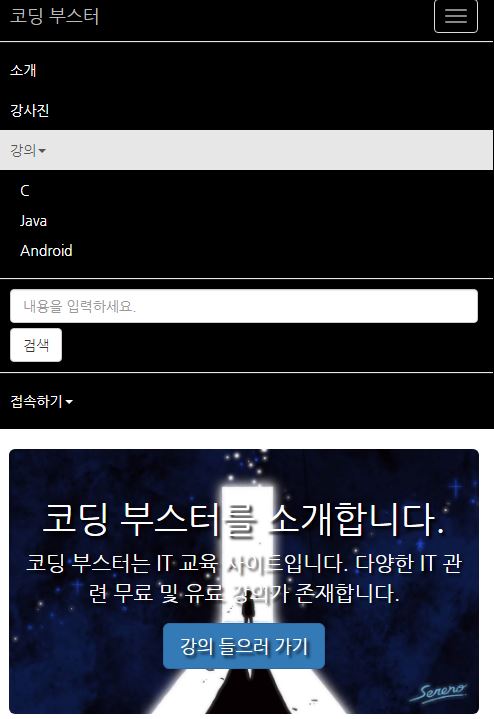 코딩 부스터
소개
강사진
강의
C
Java
Android
내용을 입력하세요.
검색
접속하기
코딩 부스터를 소개합니다.
코딩 부스터는 IT 교육 사이트입니다. 다양한 IT 관
련 무료 및 유료 강의가 존재합니다.
강의 들으러 가기
Sereno